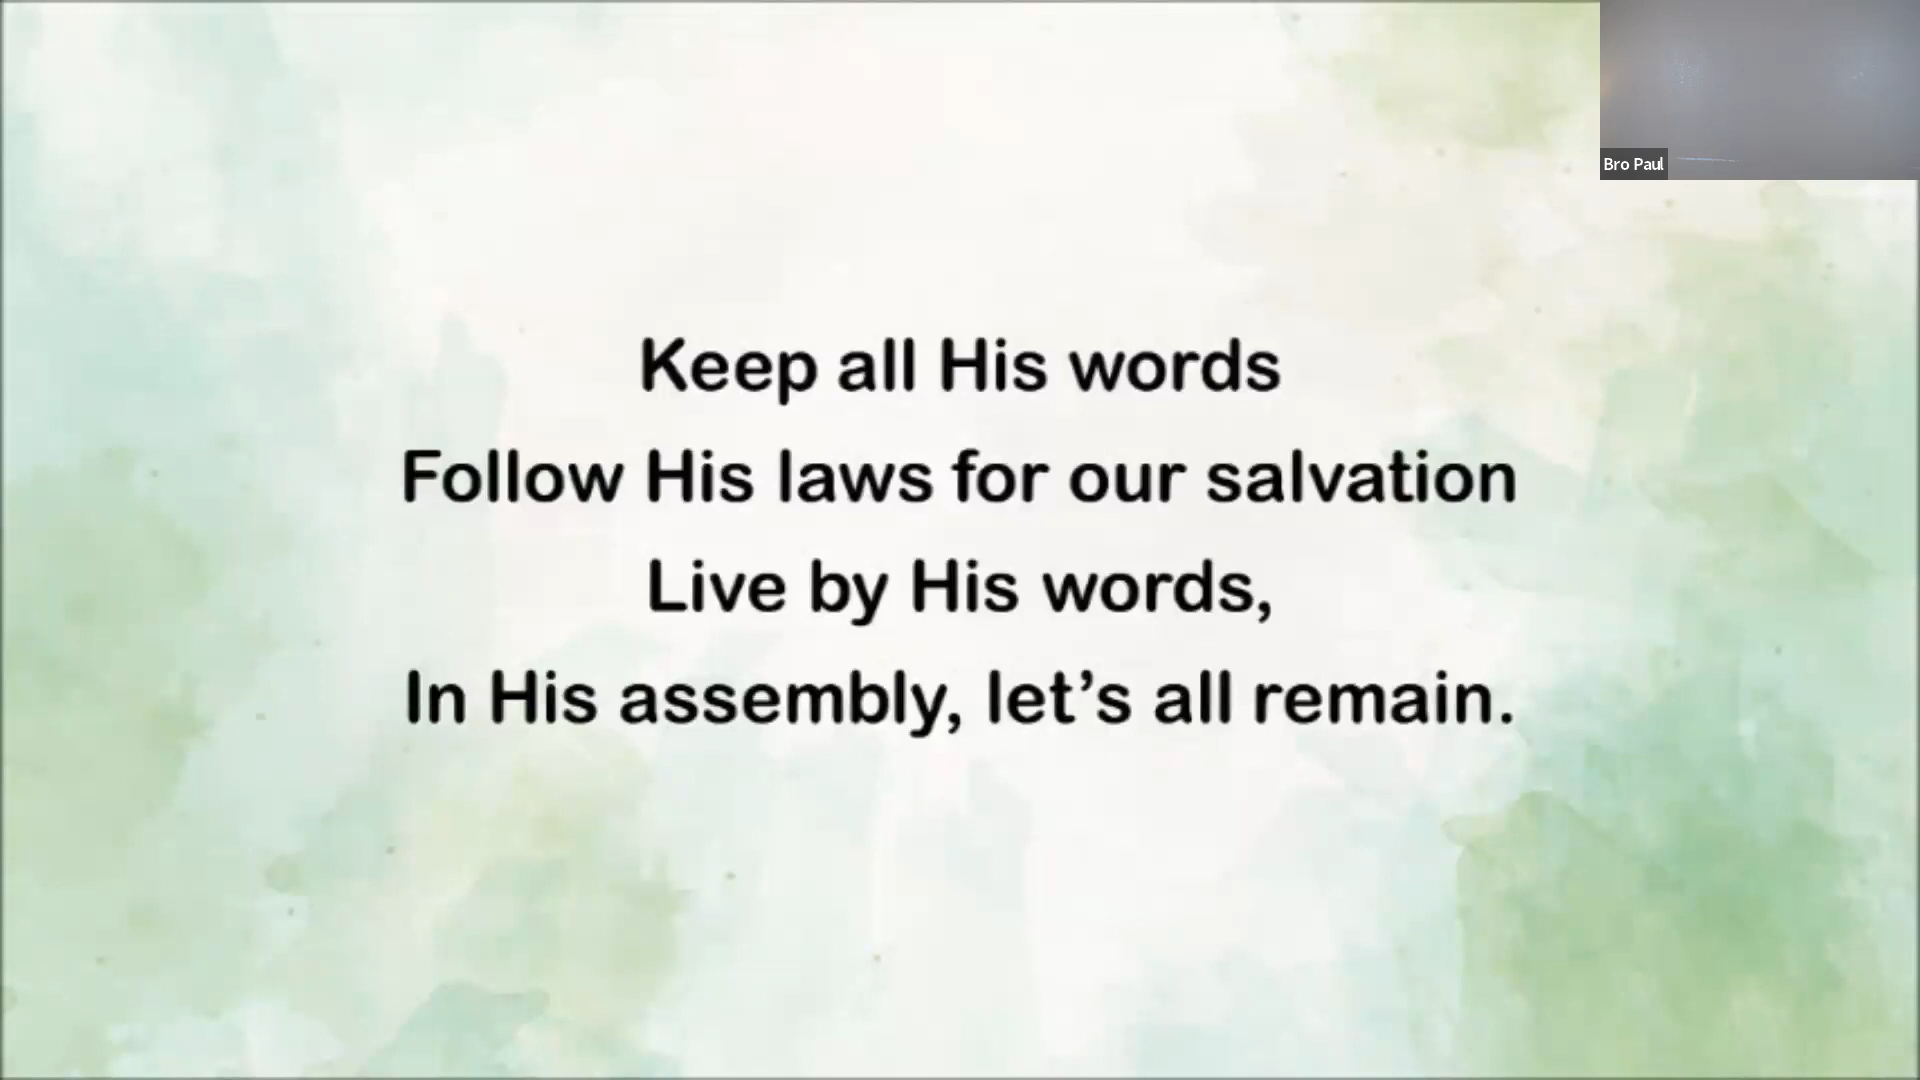 Bro Paul
Keep all His words
Follow His laws for our salvation
Live by His words,
In His assembly, let’s all remain.